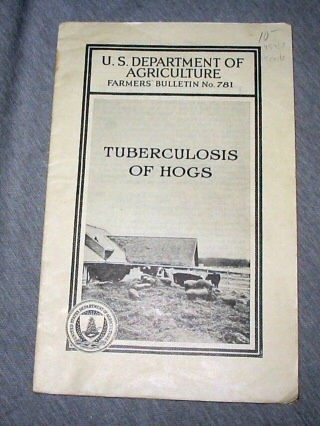 U. S. DEPARTMENT OF
AGRICULTURE
FARMERS' BULLETIN No. 781
TUBERCULOSIS
OF HOGS